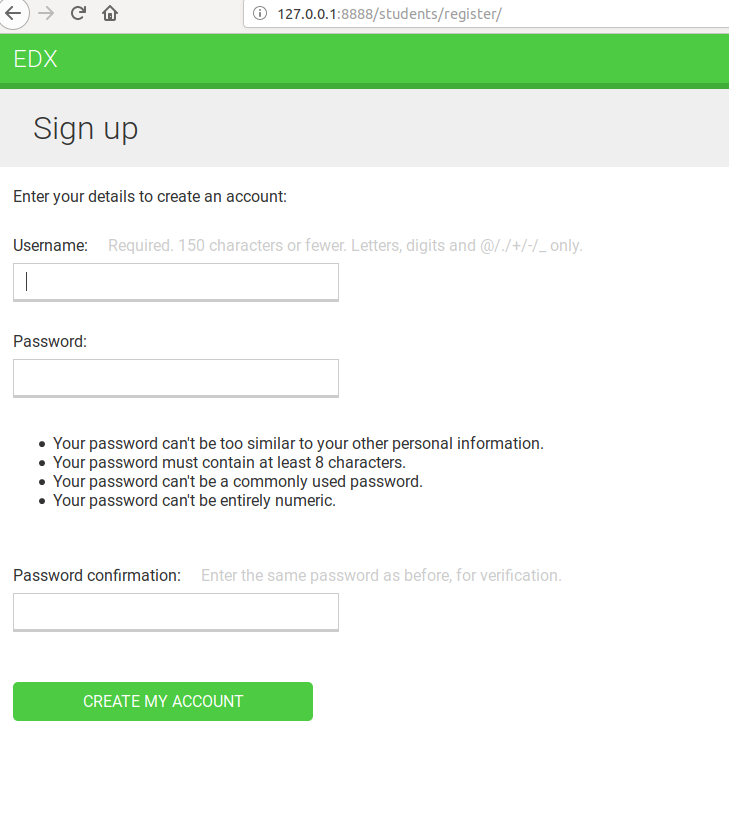 127.0.0.1:8888/students/register/
EDX
Sign up
Enter your details to create an account:
Username: Required. 150 characters or fewer. Letters, digits and @/./+/-/_ only.
Password:
Your password can't be too similar to your other personal information.
Your password must contain at least 8 characters.
Your password can't be a commonly used password.
Your password can't be entirely numeric.
Password confirmation: Enter the same password as before, for verification.
CREATE MY ACCOUNT